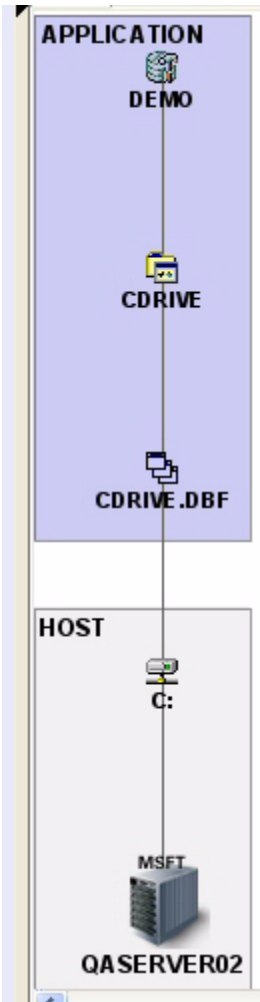 APPLICATION
DEMO
CDRIVE
CDRIVE.DBF
HOST
C:
MSFT
QASERVER02